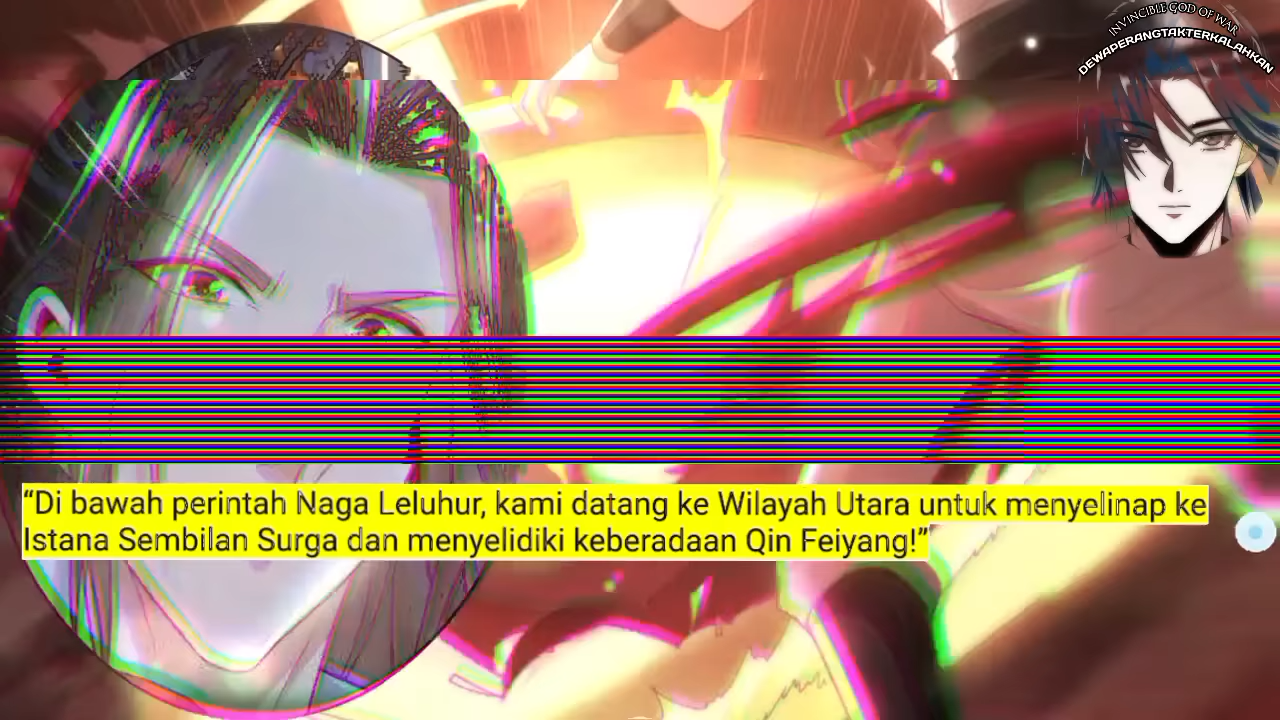 INVINCIBLE GOD OF WAR
DEWAPERANGTAKTERKALAHKAN
“Di bawah perintah Naga Leluhur, kami datang ke Wilayah Utara untuk menyelinap ke
Istana Sembilan Surga dan menyelidiki keberadaan Qin Feiyang!”